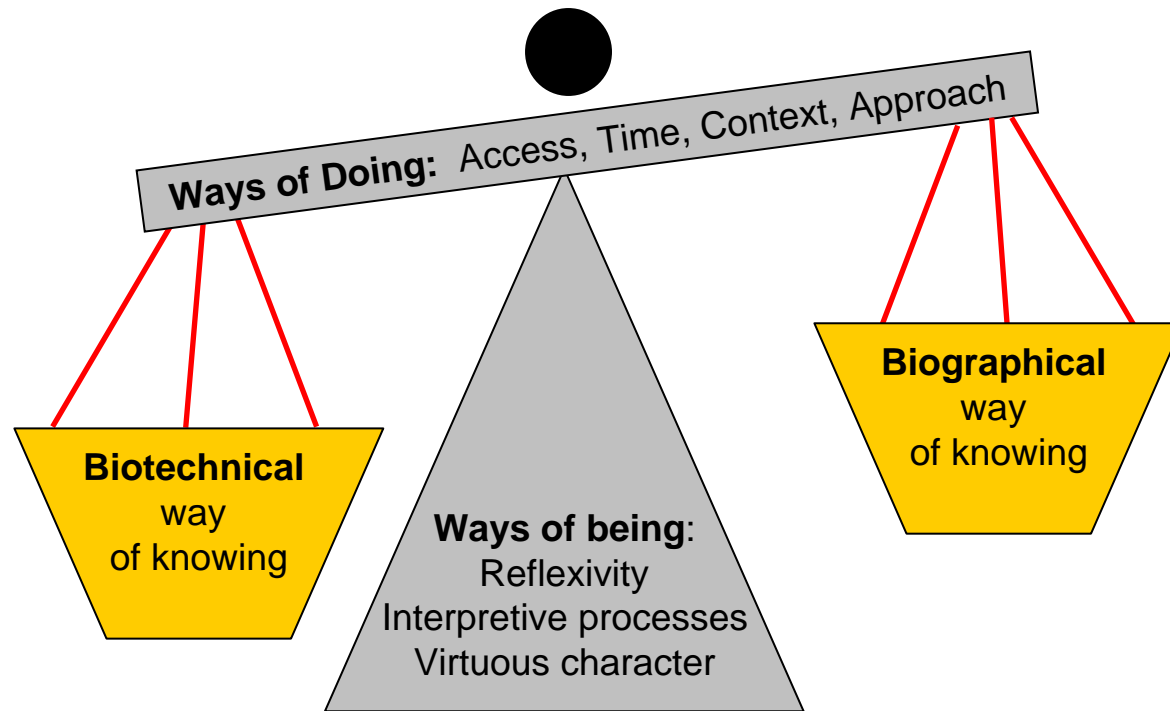 Ways of Doing: Access, Time, Context, Approach
Biotechnical
way
of knowing
Biographical
way
of knowing
Ways of being:
Reflexivity
Interpretive processes
Virtuous character